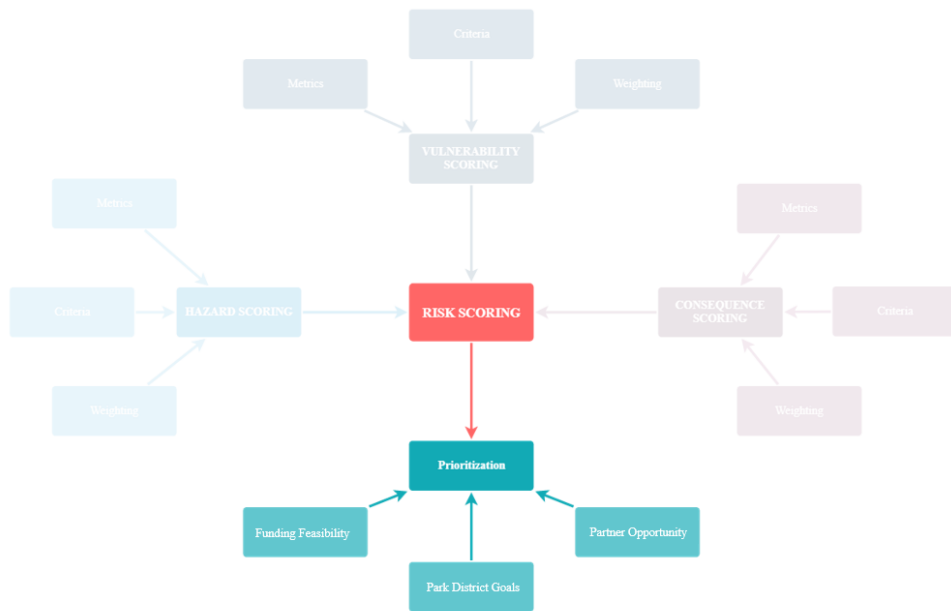 Criteria
Metrics
Weighting
VULNERABILITY
SCORING
Metrics
Metrics
Criteria
HAZARD SCORING
RISK SCORING
CONSEQUENCE
SCORING
Criteria
Weighting
Weighting
Prioritization
Funding Feasibility
Partner Opportunity
Park District Goals